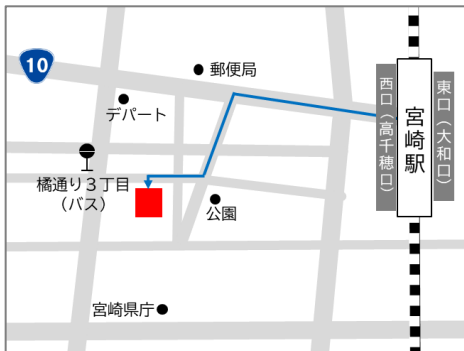 10
郵便局
デパート
橘通り３丁目
（バス）
公園
宮崎県庁
西口（高千穂口）
宮崎駅
東口（大和口）